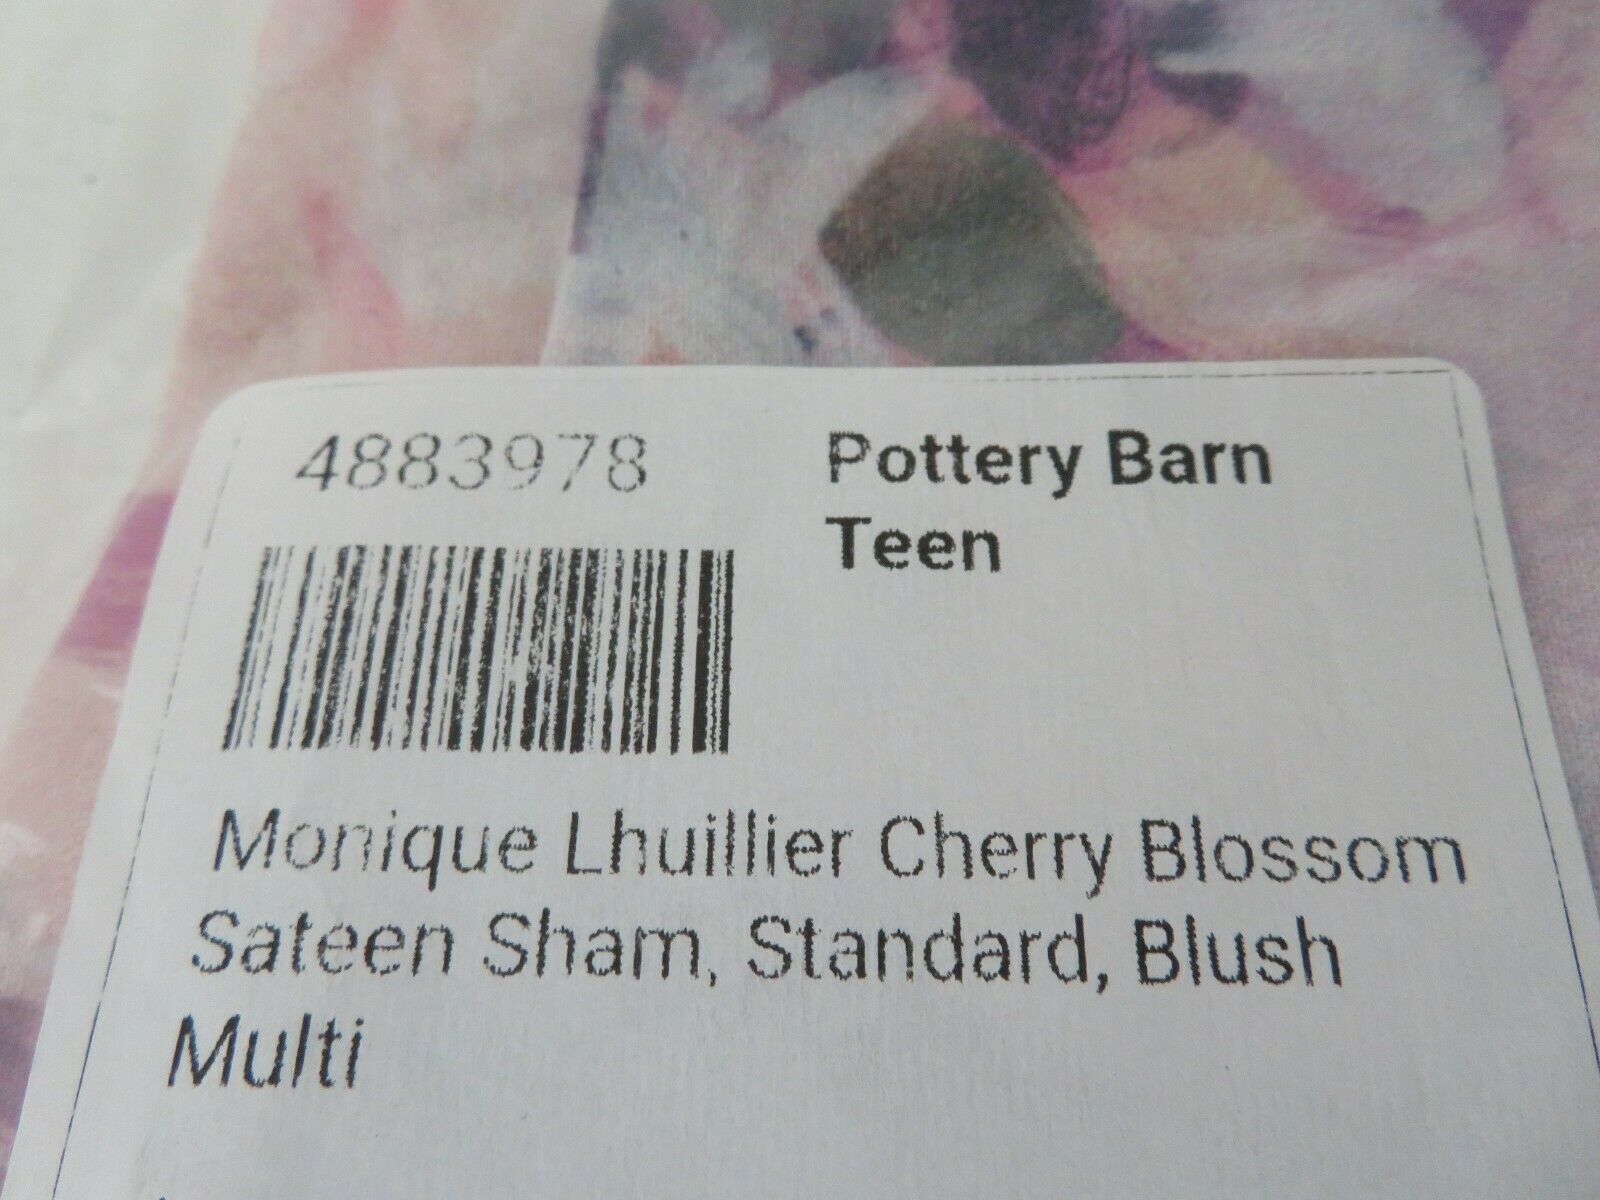 4883978
Pottery Barn
Teen
Monique Lhuillier Cherry Blossom
Sateen Sham, Standard, Blush
Multi